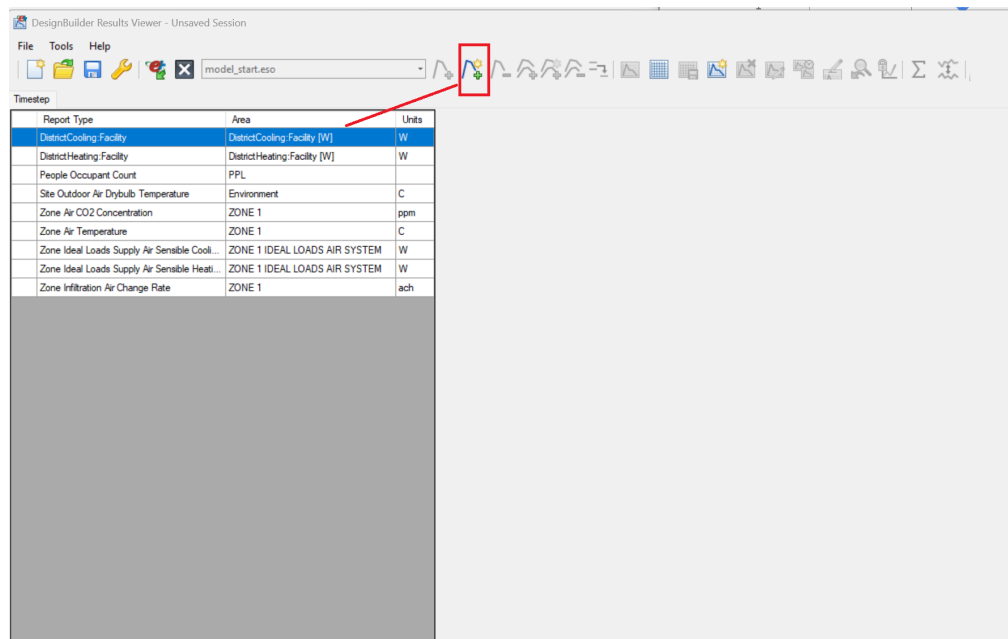 DesignBuilder Results Viewer - Unsaved Session
File Tools Help
model_start.eso
Timestep
Report Type Area Units
DistrictCooling:Facility DistrictCooling:Facility [W] W
DistrictHeating:Facility DistrictHeating:Facility [W] W
People Occupant Count PPL
Site Outdoor Air Drybulb Temperature Environment C
Zone Air CO2 Concentration ZONE 1 ppm
Zone Air Temperature ZONE 1 C
Zone Ideal Loads Supply Air Sensible Cooli... ZONE 1 IDEAL LOADS AIR SYSTEM W
Zone Ideal Loads Supply Air Sensible Heati... ZONE 1 IDEAL LOADS AIR SYSTEM W
Zone Infiltration Air Change Rate ZONE 1 ach